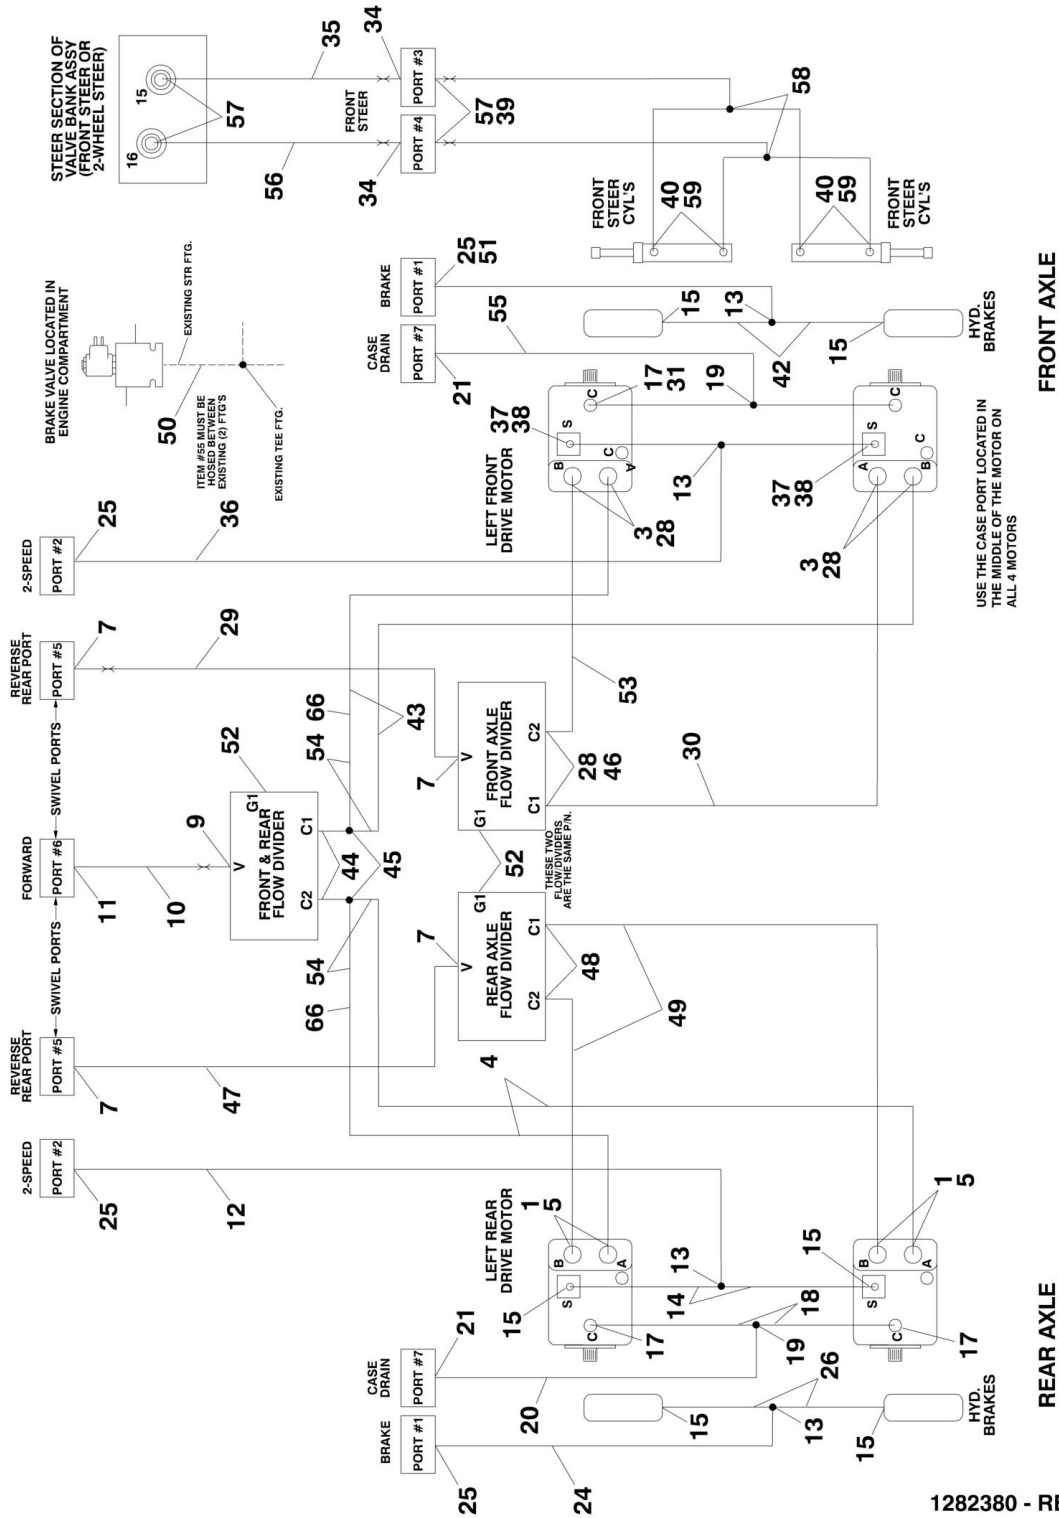 2-SPEED
PORT #2
25
12
REVERSE
REAR PORT
PORT #5
7
47
SWIVEL PORTS
FORWARD
PORT #6
11
10
9
SWIVEL PORTS
REVERSE
REAR PORT
PORT #5
7
29
2-SPEED
PORT #2
25
36
BRAKE VALVE LOCATED IN
ENGINE COMPARTMENT
50
EXISTING STR FTG.
ITEM #55 MUST BE
HOSED BETWEEN
EXISTING (2) FTG'S
EXISTING TEE FTG.
STEER SECTION OF
VALVE BANK ASSY
(FRONT STEER OR
2-WHEEL STEER)
16
15
57
56
35
FRONT
STEER
34
34
PORT #4
PORT #3
57
39
V
G1
52
FRONT & REAR
FLOW DIVIDER
C2
C1
44
45
54
66
54
66
43
BRAKE
PORT #1
25
24
CASE
DRAIN
PORT #7
21
20
7
V
G1
REAR AXLE
FLOW DIVIDER
C2
C1
48
49
4
52
7
V
G1
FRONT AXLE
FLOW DIVIDER
C1
C2
THESE TWO
FLOW/DIVIDERS
ARE THE SAME P/N.
28
46
53
30
CASE
DRAIN
PORT #7
21
55
BRAKE
PORT #1
25
51
LEFT REAR
DRIVE MOTOR
1
5
B
A
S
C
15
17
13
14
18
19
15
17
B
A
S
C
1
5
15
13
26
15
HYD.
BRAKES
LEFT FRONT
DRIVE MOTOR
37
38
B
A
S
C
C
3
28
17
31
19
13
37
38
3
28
A
B
S
C
C
15
13
42
15
HYD.
BRAKES
FRONT
STEER
CYL'S
40
59
58
40
59
FRONT
STEER
CYL'S
USE THE CASE PORT LOCATED IN
THE MIDDLE OF THE MOTOR ON
ALL 4 MOTORS
REAR AXLE
FRONT AXLE